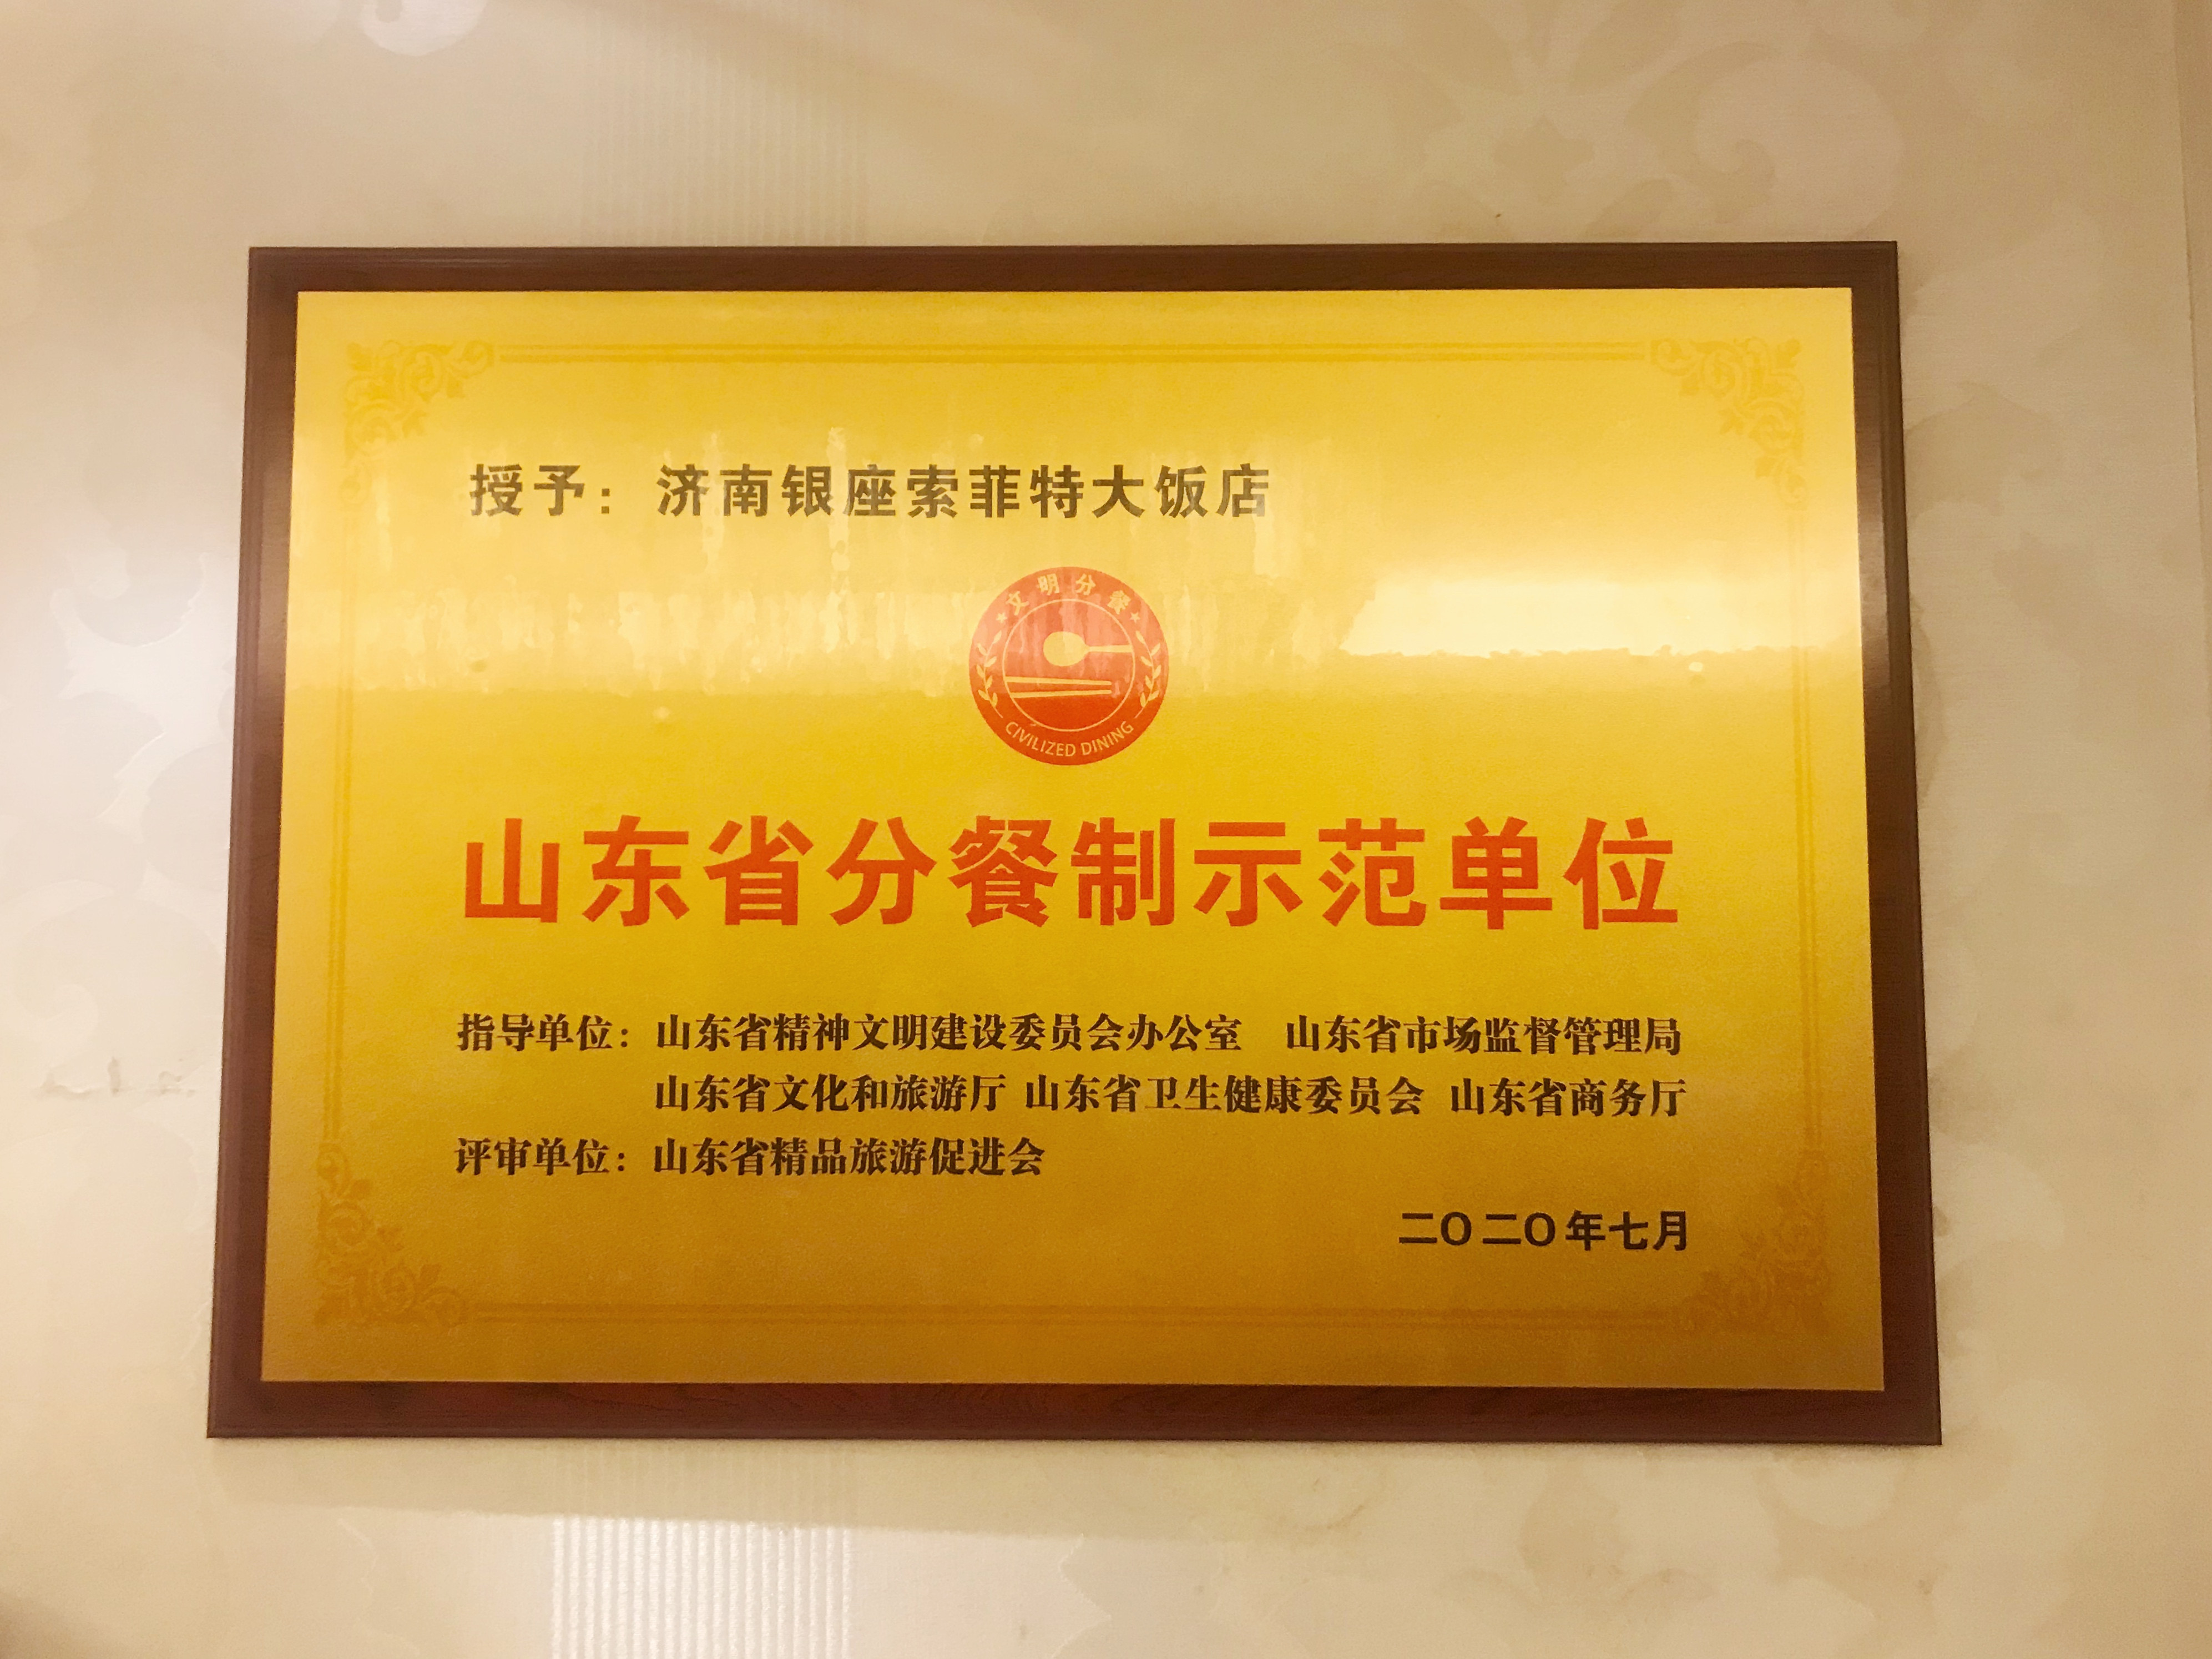 授予：济南银座索菲特大饭店
文明分餐
CIVILIZED DINING
山东省分餐制示范单位
指导单位：山东省精神文明建设委员会办公室 山东省市场监督管理局
山东省文化和旅游厅 山东省卫生健康委员会 山东省商务厅
评审单位：山东省精品旅游促进会
二〇二〇年七月